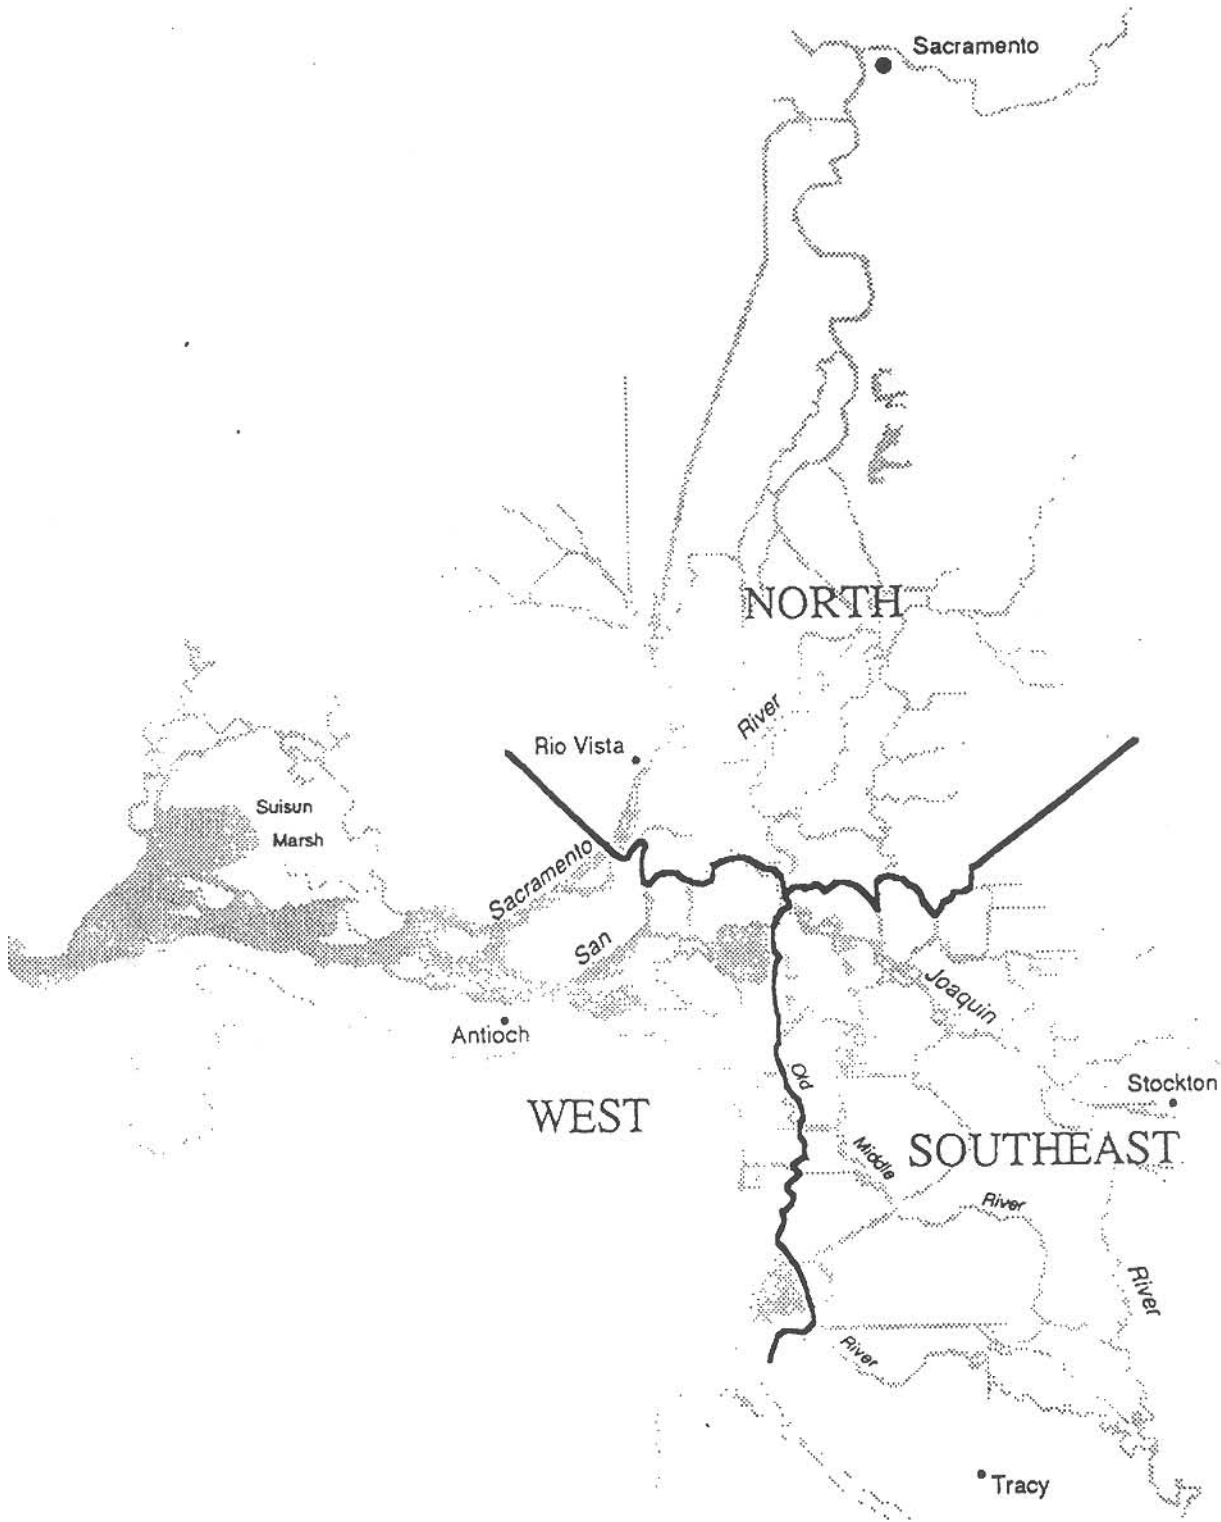 Sacramento
NORTH
River
Rio Vista
Suisun
Marsh
Sacramento
San
Joaquin
Antioch
Old
Stockton
WEST
SOUTHEAST
Middle
River
River
River
Tracy